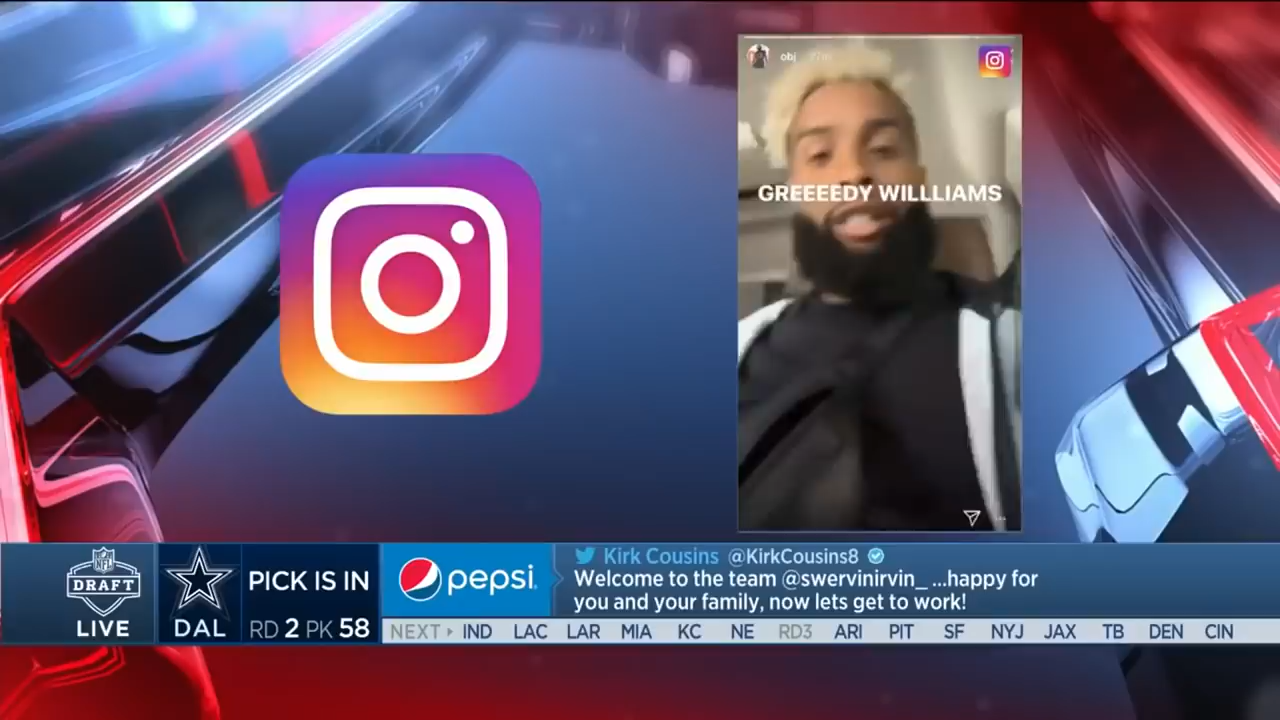 obj 27m
GREEEEDY WILLLIAMS
NFL
DRAFT
LIVE
DAL
PICK IS IN
RD 2 PK 58
pepsi
Kirk Cousins @KirkCousins8
Welcome to the team @swervinirvin_ ...happy for
you and your family, now lets get to work!
NEXT IND LAC LAR MIA KC NE RD3 ARI PIT SF NYJ JAX TB DEN CIN